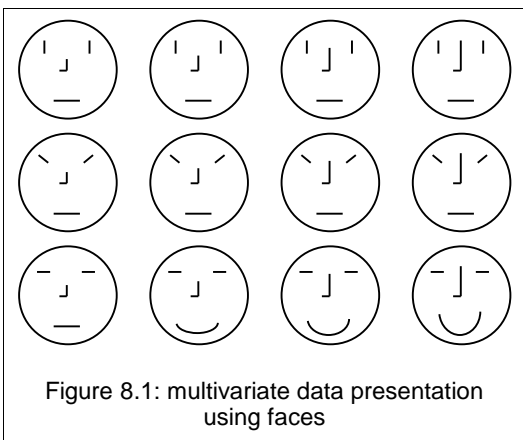 Figure 8.1: multivariate data presentation
using faces